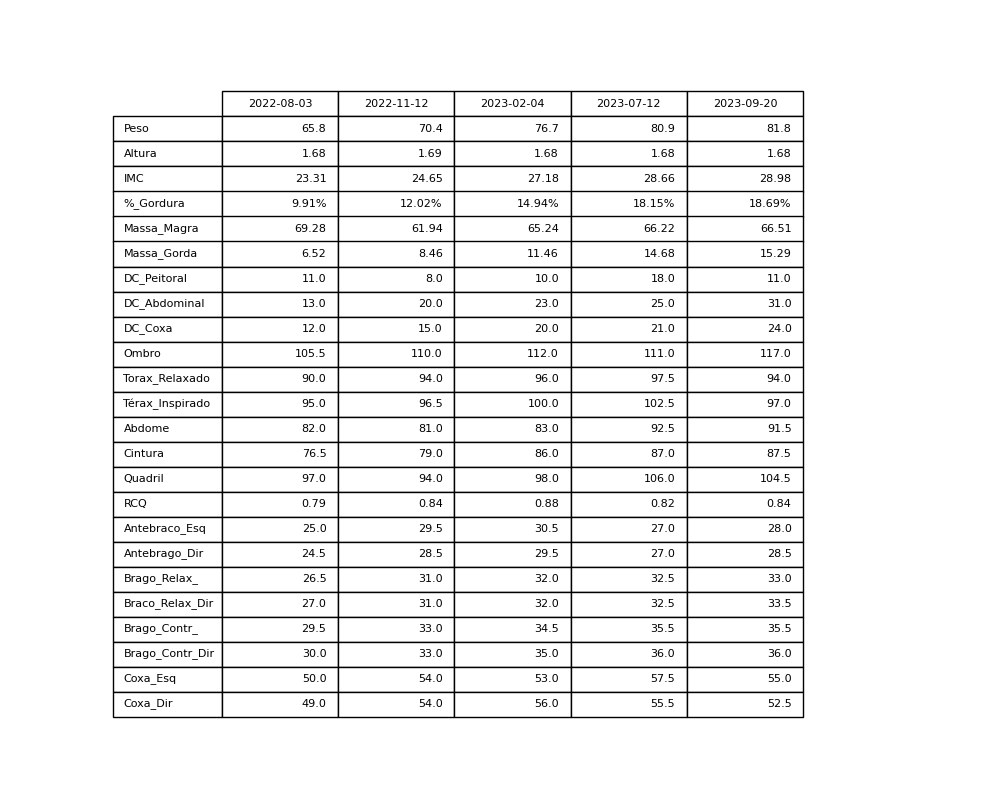 2022-08-03 2022-11-12 2023-02-04 2023-07-12 2023-09-20
Peso 65.8 70.4 76.7 80.9 81.8
Altura 1.68 1.69 1.68 1.68 1.68
IMC 23.31 24.65 27.18 28.66 28.98
%_Gordura 9.91% 12.02% 14.94% 18.15% 18.69%
Massa_Magra 69.28 61.94 65.24 66.22 66.51
Massa_Gorda 6.52 8.46 11.46 14.68 15.29
DC_Peitoral 11.0 8.0 10.0 18.0 11.0
DC_Abdominal 13.0 20.0 23.0 25.0 31.0
DC_Coxa 12.0 15.0 20.0 21.0 24.0
Ombro 105.5 110.0 112.0 111.0 117.0
Torax_Relaxado 90.0 94.0 96.0 97.5 94.0
Térax_Inspirado 95.0 96.5 100.0 102.5 97.0
Abdome 82.0 81.0 83.0 92.5 91.5
Cintura 76.5 79.0 86.0 87.0 87.5
Quadril 97.0 94.0 98.0 106.0 104.5
RCQ 0.79 0.84 0.88 0.82 0.84
Antebraco_Esq 25.0 29.5 30.5 27.0 28.0
Antebrago_Dir 24.5 28.5 29.5 27.0 28.5
Brago_Relax_ 26.5 31.0 32.0 32.5 33.0
Braco_Relax_Dir 27.0 31.0 32.0 32.5 33.5
Brago_Contr_ 29.5 33.0 34.5 35.5 35.5
Brago_Contr_Dir 30.0 33.0 35.0 36.0 36.0
Coxa_Esq 50.0 54.0 53.0 57.5 55.0
Coxa_Dir 49.0 54.0 56.0 55.5 52.5